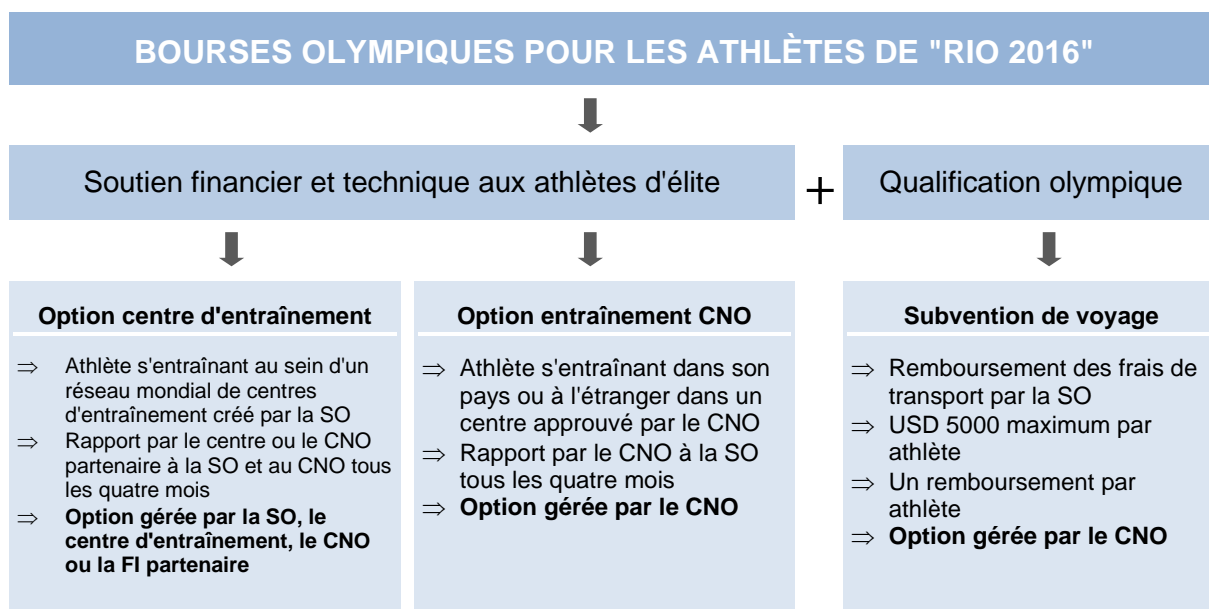 BOURSES OLYMPIQUES POUR LES ATHLÈTES DE "RIO 2016"
Soutien financier et technique aux athlètes d'élite
+
Qualification olympique
Option centre d'entraînement
⇒ Athlète s'entraînant au sein d'un
réseau mondial de centres
d'entraînement créé par la SO
⇒ Rapport par le centre ou le CNO
partenaire à la SO et au CNO tous
les quatre mois
⇒ Option gérée par la SO, le
centre d'entraînement, le CNO
ou la FI partenaire
Option entraînement CNO
⇒ Athlète s'entraînant dans son
pays ou à l'étranger dans un
centre approuvé par le CNO
⇒ Rapport par le CNO à la SO
tous les quatre mois
⇒ Option gérée par le CNO
Subvention de voyage
⇒ Remboursement des frais de
transport par la SO
⇒ USD 5000 maximum par
athlète
⇒ Un remboursement par
athlète
⇒ Option gérée par le CNO